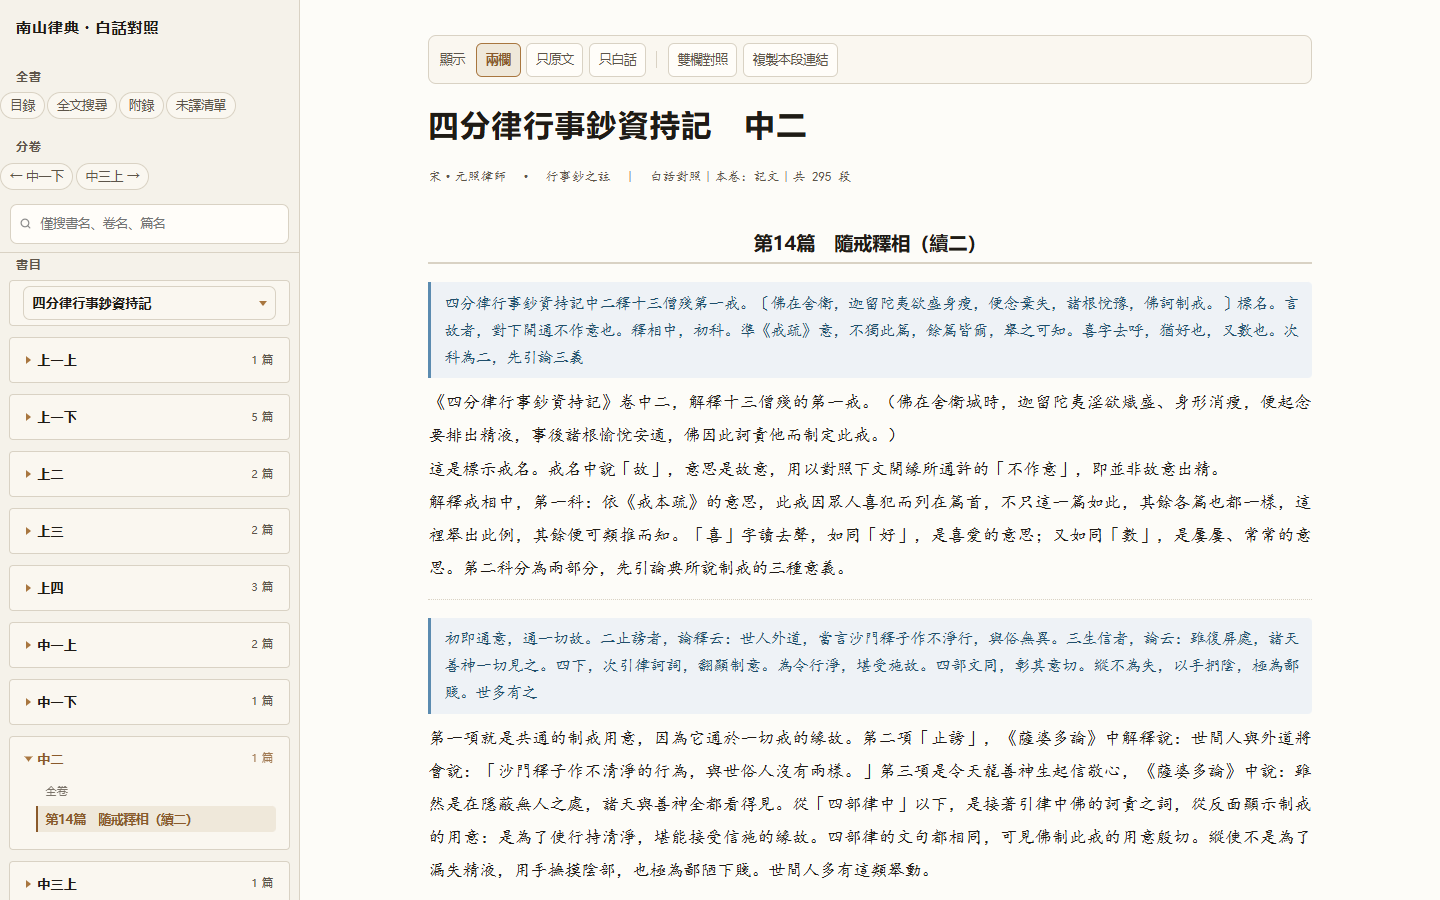 南山律典・白話對照
全書
目錄 全文搜尋 附錄 未譯清單
分卷
← 中一下 中三上 →
僅搜書名、卷名、篇名
書目
四分律行事鈔資持記
上一上 1 篇
上一下 5 篇
上二 2 篇
上三 2 篇
上四 3 篇
中一上 2 篇
中一下 1 篇
中二 1 篇
全卷
第14篇 隨戒釋相（續二）
中三上 1 篇
顯示 兩欄 只原文 只白話 雙欄對照 複製本段連結
四分律行事鈔資持記 中二
宋・元照律師 • 行事鈔之註 | 白話對照｜本卷：記文｜共 295 段
第14篇 隨戒釋相（續二）
四分律行事鈔資持記中二釋十三僧殘第一戒。〔佛在舍衛，迦留陀夷欲盛身瘦，便念棄失，諸根悅豫，佛訶制戒。〕標名。言
故者，對下開通不作意也。釋相中，初科。準《戒疏》意，不獨此篇，餘篇皆爾，舉之可知。喜字去呼，猶好也，又數也。次
科為二，先引論三義
《四分律行事鈔資持記》卷中二，解釋十三僧殘的第一戒。（佛在舍衛城時，迦留陀夷淫欲熾盛、身形消瘦，便起念
要排出精液，事後諸根愉悅安適，佛因此訶責他而制定此戒。）
這是標示戒名。戒名中說「故」，意思是故意，用以對照下文開緣所通許的「不作意」，即並非故意出精。
解釋戒相中，第一科：依《戒本疏》的意思，此戒因眾人喜犯而列在篇首，不只這一篇如此，其餘各篇也都一樣，這
裡舉出此例，其餘便可類推而知。「喜」字讀去聲，如同「好」，是喜愛的意思；又如同「數」，是屢屢、常常的意
思。第二科分為兩部分，先引論典所說制戒的三種意義。
初即通意，通一切故。二止謗者，論釋云：世人外道，當言沙門釋子作不淨行，與俗無異。三生信者，論云：雖復屏處，諸天
善神一切見之。四下，次引律訶詞，翻顯制意。為令行淨，堪受施故。四部文同，彰其意切。縱不為失，以手捫陰，極為鄙
賤。世多有之
第一項就是共通的制戒用意，因為它通於一切戒的緣故。第二項「止謗」，《薩婆多論》中解釋說：世間人與外道將
會說：「沙門釋子作不清淨的行為，與世俗人沒有兩樣。」第三項是令天龍善神生起信敬心，《薩婆多論》中說：雖
然是在隱蔽無人之處，諸天與善神全都看得見。從「四部律中」以下，是接著引律中佛的訶責之詞，從反面顯示制戒
的用意：是為了使行持清淨，堪能接受信施的緣故。四部律的文句都相同，可見佛制此戒的用意殷切。縱使不是為了
漏失精液，用手撫摸陰部，也極為鄙陋下賤。世間人多有這類舉動。